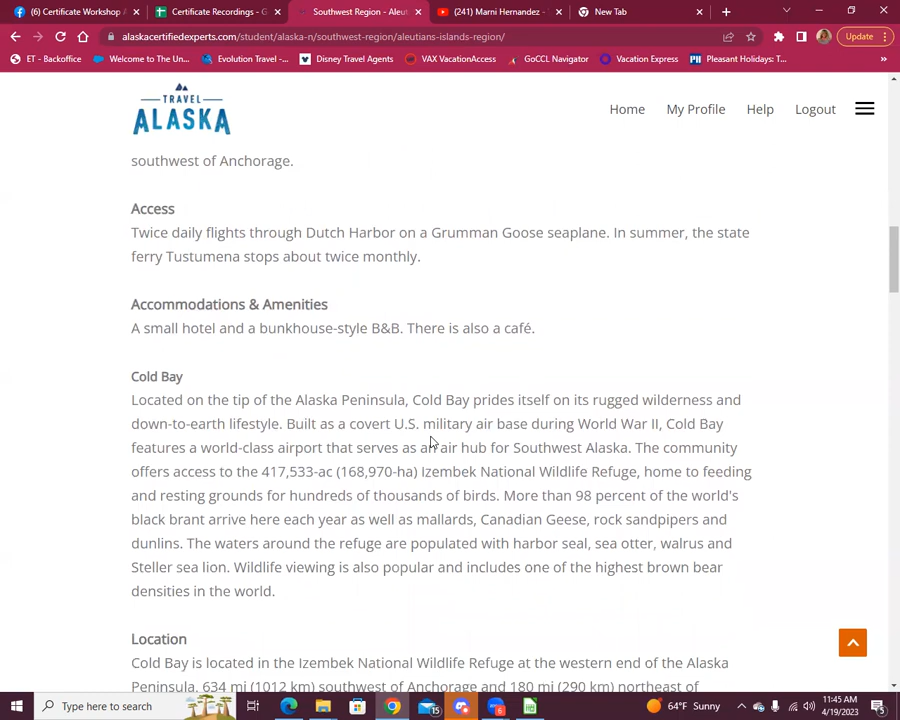 (6) Certificate Workshop A
Certificate Recordings - G
Southwest Region - Aleut
(241) Marni Hernandez -
New Tab
alaskacertifiedexperts.com/student/alaska-n/southwest-region/aleutians-islands-region/
Update
ET - Backoffice
Welcome to The Un...
Evolution Travel -...
Disney Travel Agents
VAX VacationAccess
GoCCL Navigator
Vacation Express
Pleasant Holidays: T...
TRAVEL
ALASKA
Home
My Profile
Help
Logout
southwest of Anchorage.
Access
Twice daily flights through Dutch Harbor on a Grumman Goose seaplane. In summer, the state
ferry Tustumena stops about twice monthly.
Accommodations & Amenities
A small hotel and a bunkhouse-style B&B. There is also a café.
Cold Bay
Located on the tip of the Alaska Peninsula, Cold Bay prides itself on its rugged wilderness and
down-to-earth lifestyle. Built as a covert U.S. military air base during World War II, Cold Bay
features a world-class airport that serves as an air hub for Southwest Alaska. The community
offers access to the 417,533-ac (168,970-ha) Izembek National Wildlife Refuge, home to feeding
and resting grounds for hundreds of thousands of birds. More than 98 percent of the world's
black brant arrive here each year as well as mallards, Canadian Geese, rock sandpipers and
dunlins. The waters around the refuge are populated with harbor seal, sea otter, walrus and
Steller sea lion. Wildlife viewing is also popular and includes one of the highest brown bear
densities in the world.
Location
Cold Bay is located in the Izembek National Wildlife Refuge at the western end of the Alaska
Peninsula, 634 mi (1012 km) southwest of Anchorage and 180 mi (290 km) northeast of
Type here to search
15
6
64°F Sunny
11:45 AM
4/19/2023
5